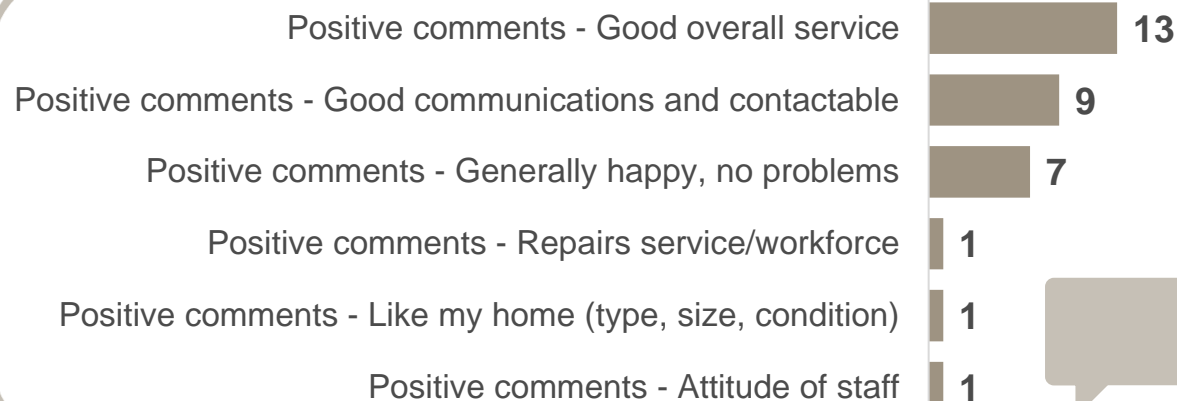 Positive comments - Good overall service 13
Positive comments - Good communications and contactable 9
Positive comments - Generally happy, no problems 7
Positive comments - Repairs service/workforce 1
Positive comments - Like my home (type, size, condition) 1
Positive comments - Attitude of staff 1